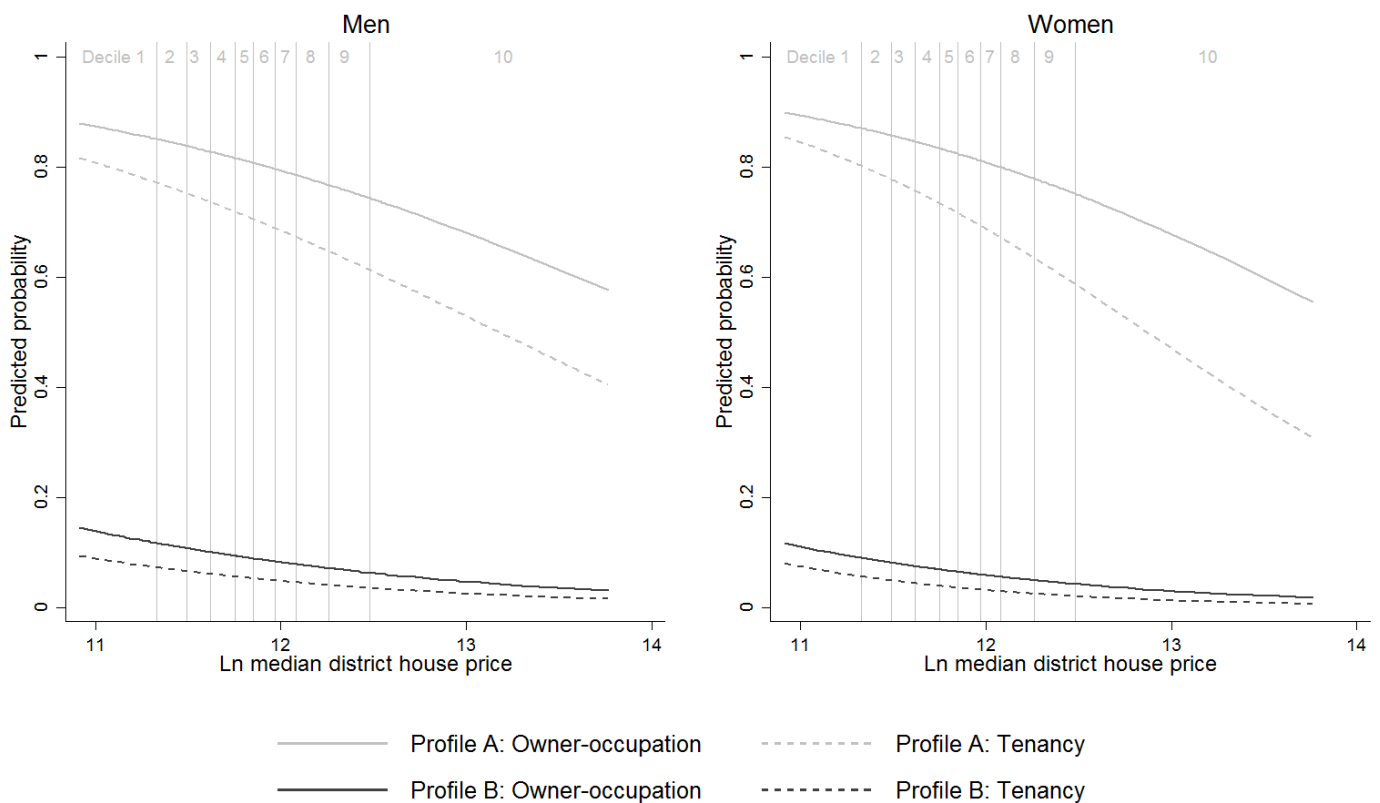 Men
Decile 1 2 3 4 5 6 7 8 9 10
Predicted probability
1
0.8
0.6
0.4
0.2
0
11 12 13 14
Ln median district house price
Women
Decile 1 2 3 4 5 6 7 8 9 10
Predicted probability
1
0.8
0.6
0.4
0.2
0
11 12 13 14
Ln median district house price
Profile A: Owner-occupation
Profile A: Tenancy
Profile B: Owner-occupation
Profile B: Tenancy